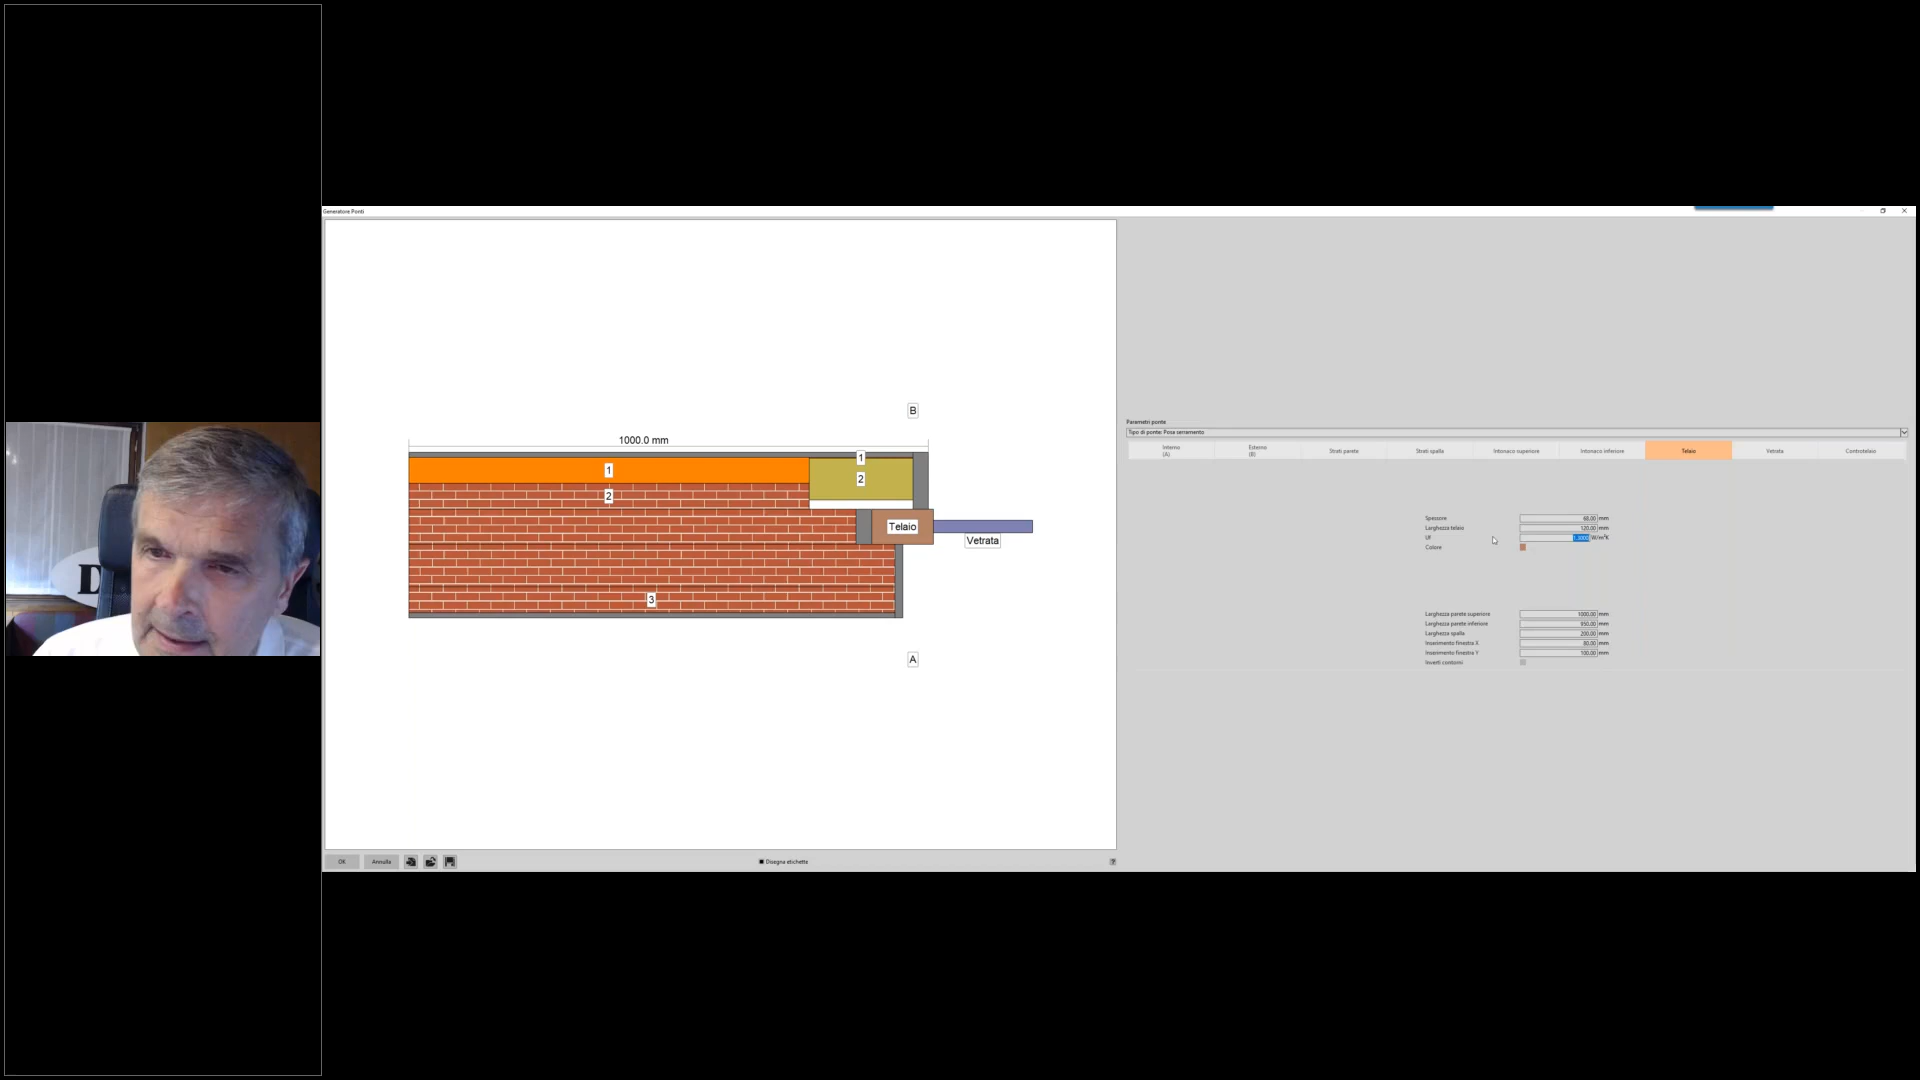 D
Generatore Ponti
B
1000.0 mm
1
1
2
2
Telaio
Vetrata
3
A
OK
Annulla
Disegna etichette
Parametri ponte
Tipo di ponte: Posa serramento
Interno
(A)
Esterno
(B)
Strati parete
Strati spalla
Intonaco superiore
Intonaco inferiore
Telaio
Vetrata
Controtelaio
Spessore 68.00 mm
Larghezza telaio 120.00 mm
Uf 1.3000 W/m²K
Colore
Larghezza parete superiore 1000.00 mm
Larghezza parete inferiore 950.00 mm
Larghezza spalla 200.00 mm
Inserimento finestra X 80.00 mm
Inserimento finestra Y 100.00 mm
Inverti contorni